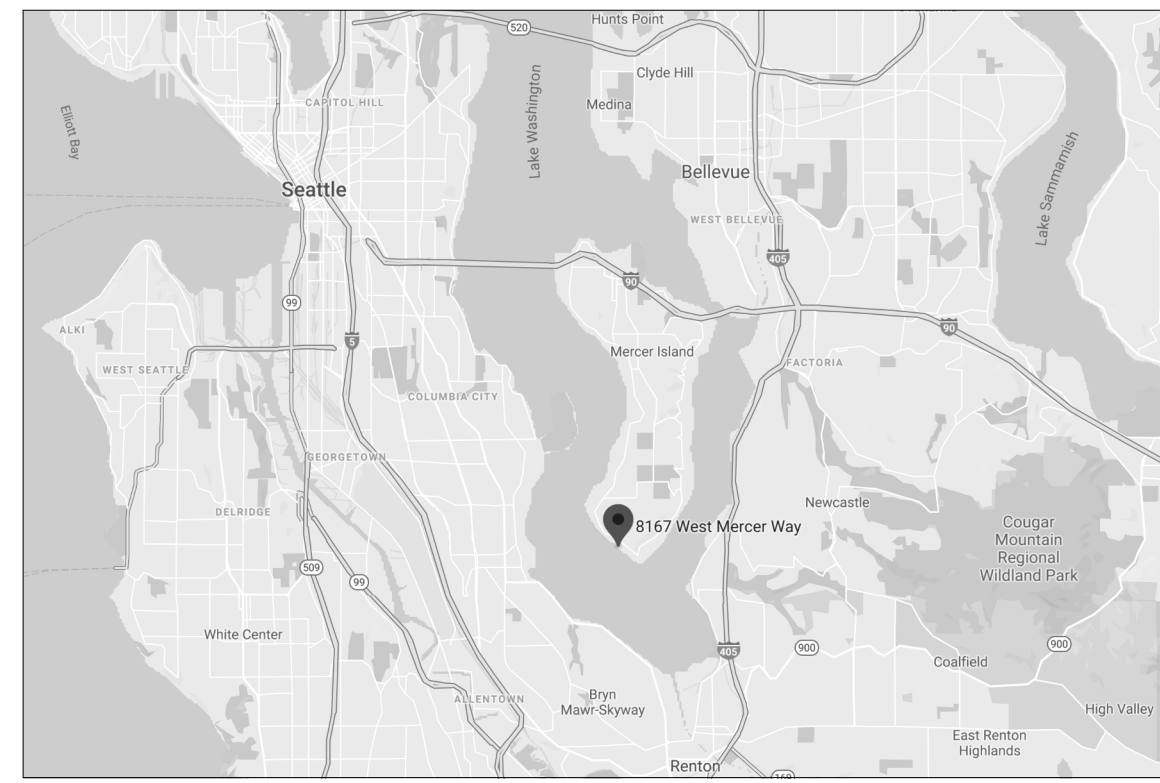 Hunts Point
520
Clyde Hill
Lake Washington
CAPITOL HILL
Medina
Elliott Bay
Bellevue
Lake Sammamish
Seattle
WEST BELLEVUE
405
90
99
90
ALKI
5
Mercer Island
FACTORIA
WEST SEATTLE
COLUMBIA CITY
GEORGETOWN
Newcastle
DELRIDGE
8167 West Mercer Way
Cougar
Mountain
Regional
Wildland Park
509
99
White Center
900
900
405
Coalfield
ALLENTOWN
Bryn
Mawr-Skyway
High Valley
East Renton
Highlands
Renton
169